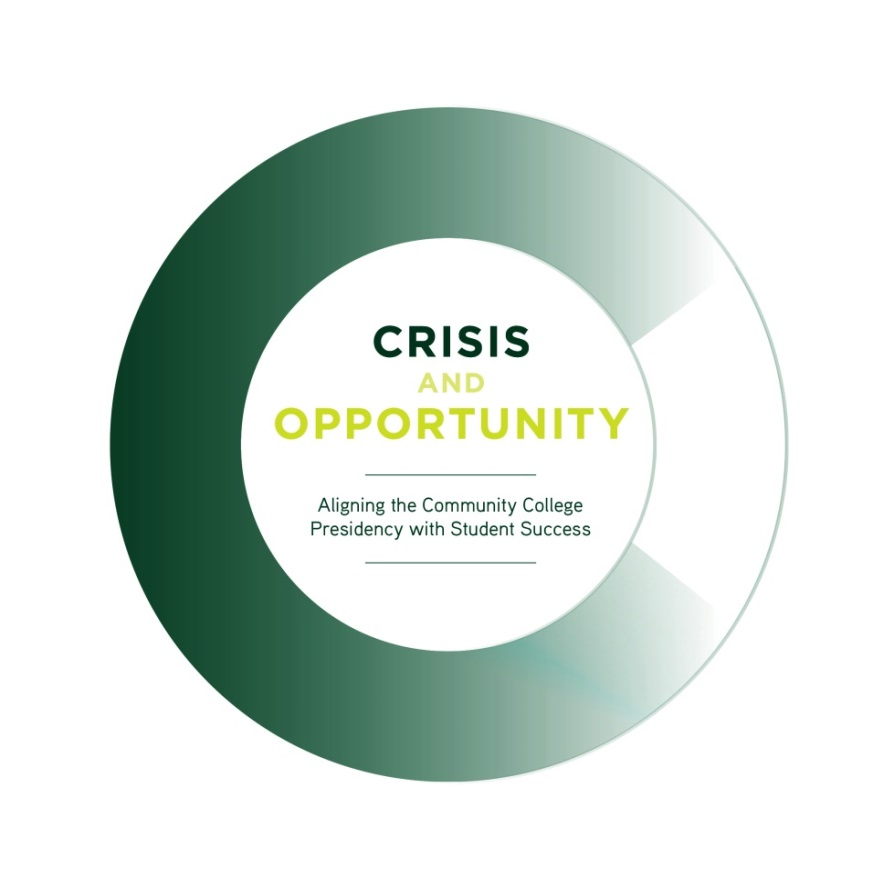 CRISIS
AND
OPPORTUNITY
Aligning the Community College
Presidency with Student Success